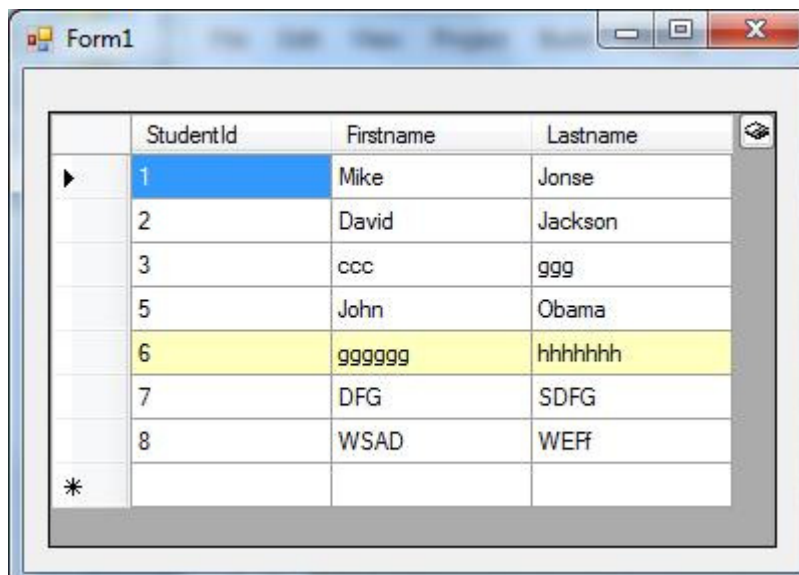 Form1
StudentId Firstname Lastname
1 Mike Jonse
2 David Jackson
3 ccc ggg
5 John Obama
6 gggggg hhhhhhh
7 DFG SDFG
8 WSAD WEFf